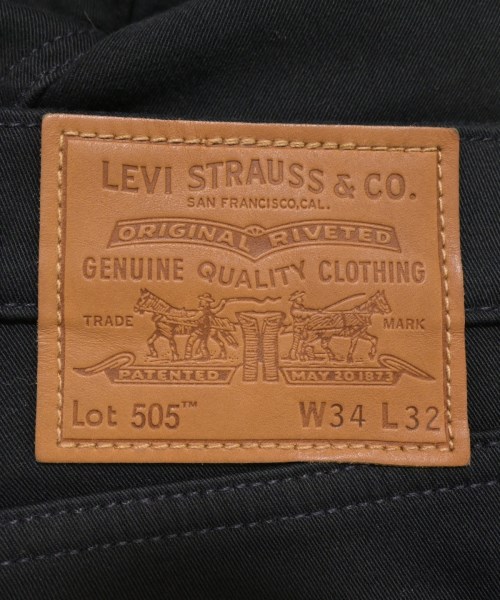 LEVI STRAUSS & CO.
SAN FRANCISCO, CAL.
ORIGINAL RIVETED
GENUINE QUALITY CLOTHING
TRADE MARK
PATENTED MAY 20 1873
Lot 505™ W34 L32